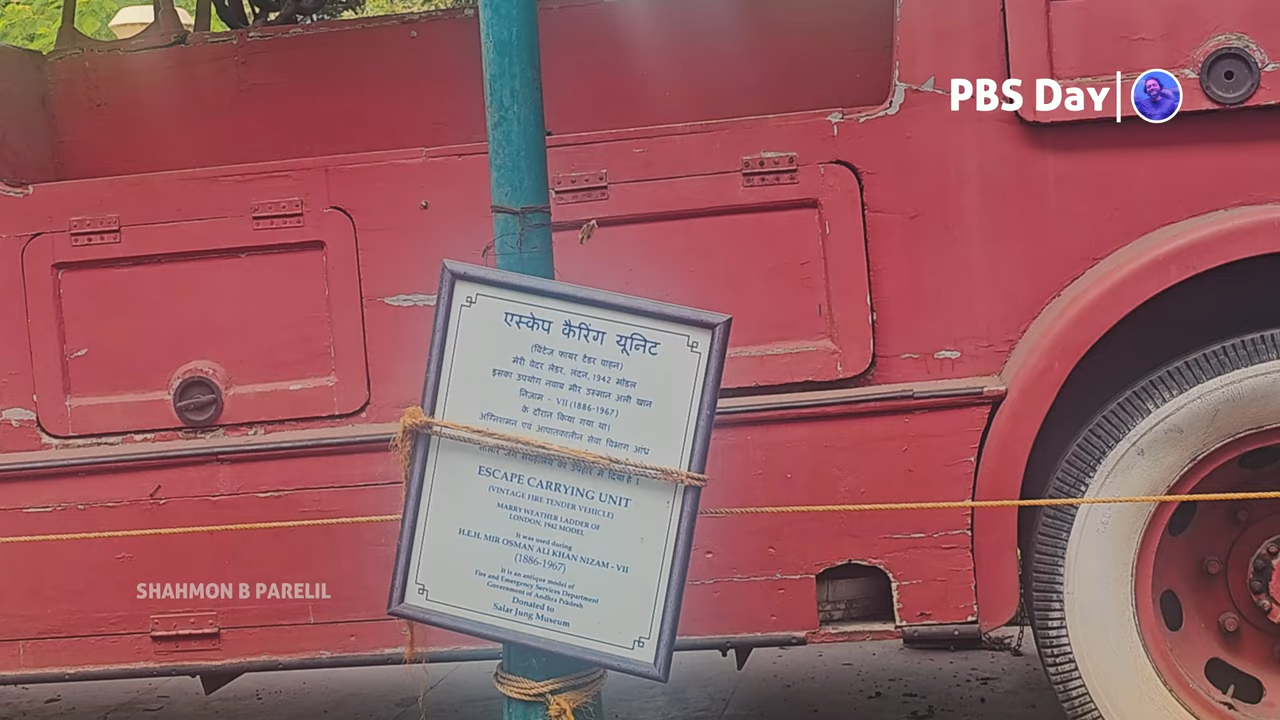 PBS Day
एस्केप कैरिंग यूनिट
(विंटेज फायर टैंडर वाहन)
मेरी वेदर लेडर, लंदन, 1942 मॉडल
इसका उपयोग नवाब मीर उस्मान अली खान
निजाम - VII (1886-1967)
के दौरान किया गया था।
अग्निशमन एवं आपातकालीन सेवा विभाग आंध्र
सालार जंग संग्रहालय को उपहार में दिया है।
ESCAPE CARRYING UNIT
(VINTAGE FIRE TENDER VEHICLE)
MARRY WEATHER LADDER OF
LONDON, 1942 MODEL
It was used during
H.E.H. MIR OSMAN ALI KHAN NIZAM - VII
(1886-1967)
It is an antique model of
Fire and Emergency Services Department
Government of Andhra Pradesh
Donated to
Salar Jung Museum
SHAHMON B PARELIL